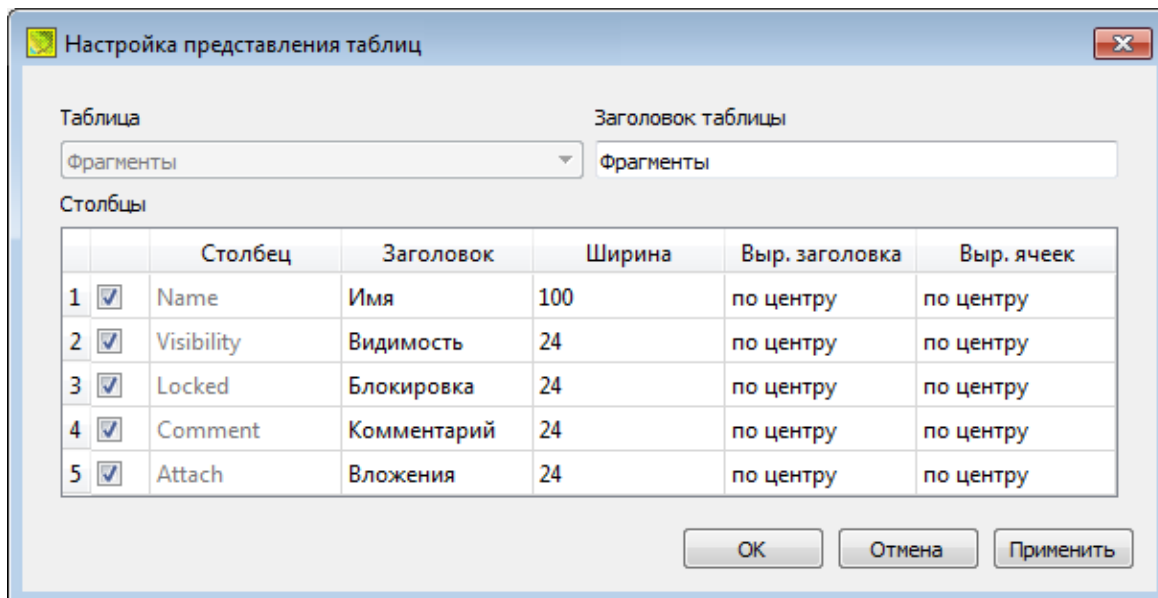 Настройка представления таблиц
Таблица Заголовок таблицы
Фрагменты Фрагменты
Столбцы
Столбец Заголовок Ширина Выр. заголовка Выр. ячеек
1 Name Имя 100 по центру по центру
2 Visibility Видимость 24 по центру по центру
3 Locked Блокировка 24 по центру по центру
4 Comment Комментарий 24 по центру по центру
5 Attach Вложения 24 по центру по центру
OK Отмена Применить